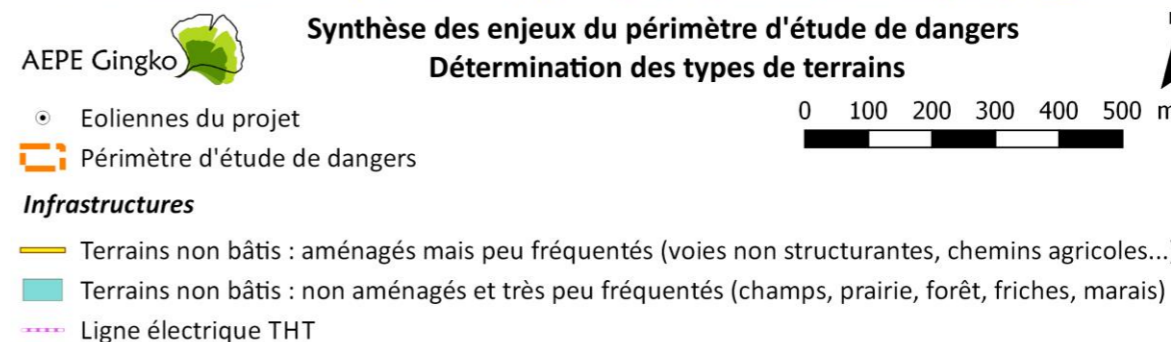 Synthèse des enjeux du périmètre d'étude de dangers
Détermination des types de terrains
AEPE Gingko
0 100 200 300 400 500 m
Eoliennes du projet
Périmètre d'étude de dangers
Infrastructures
Terrains non bâtis : aménagés mais peu fréquentés (voies non structurantes, chemins agricoles...)
Terrains non bâtis : non aménagés et très peu fréquentés (champs, prairie, forêt, friches, marais)
Ligne électrique THT